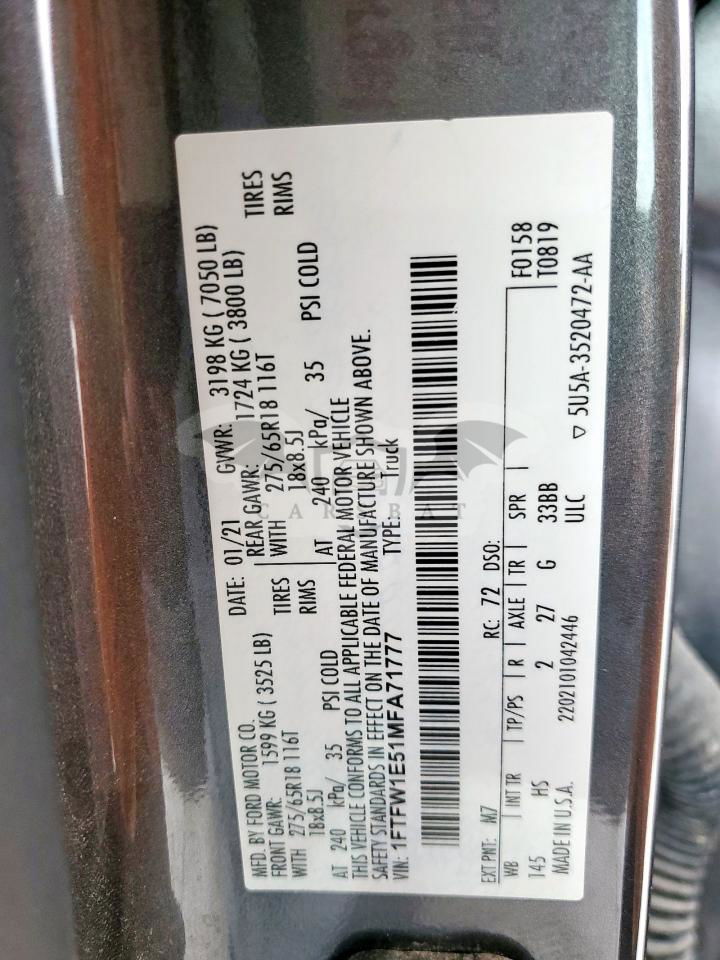 MFD. BY FORD MOTOR CO.
DATE: 01/21 GVWR: 3198 KG ( 7050 LB)
FRONT GAWR: 1599 KG ( 3525 LB)
REAR GAWR: 1724 KG ( 3800 LB)
WITH 275/65R18 116T TIRES
WITH 275/65R18 116T TIRES
18x8.5J RIMS
18x8.5J RIMS
AT 240 kPa/ 35 PSI COLD
AT 240 kPa/ 35 PSI COLD
THIS VEHICLE CONFORMS TO ALL APPLICABLE FEDERAL MOTOR VEHICLE
SAFETY STANDARDS IN EFFECT ON THE DATE OF MANUFACTURE SHOWN ABOVE.
VIN: 1FTFW1E51MFA71777 TYPE: Truck
EXT PNT: M7 RC: 72 DSO: F0158
WB INT TR TP/PS R AXLE TR SPR T0819
145 HS 2 27 G 33BB
MADE IN U.S.A. 2202101042446 ULC
▽ 5U5A-3520472-AA
CARSBAT